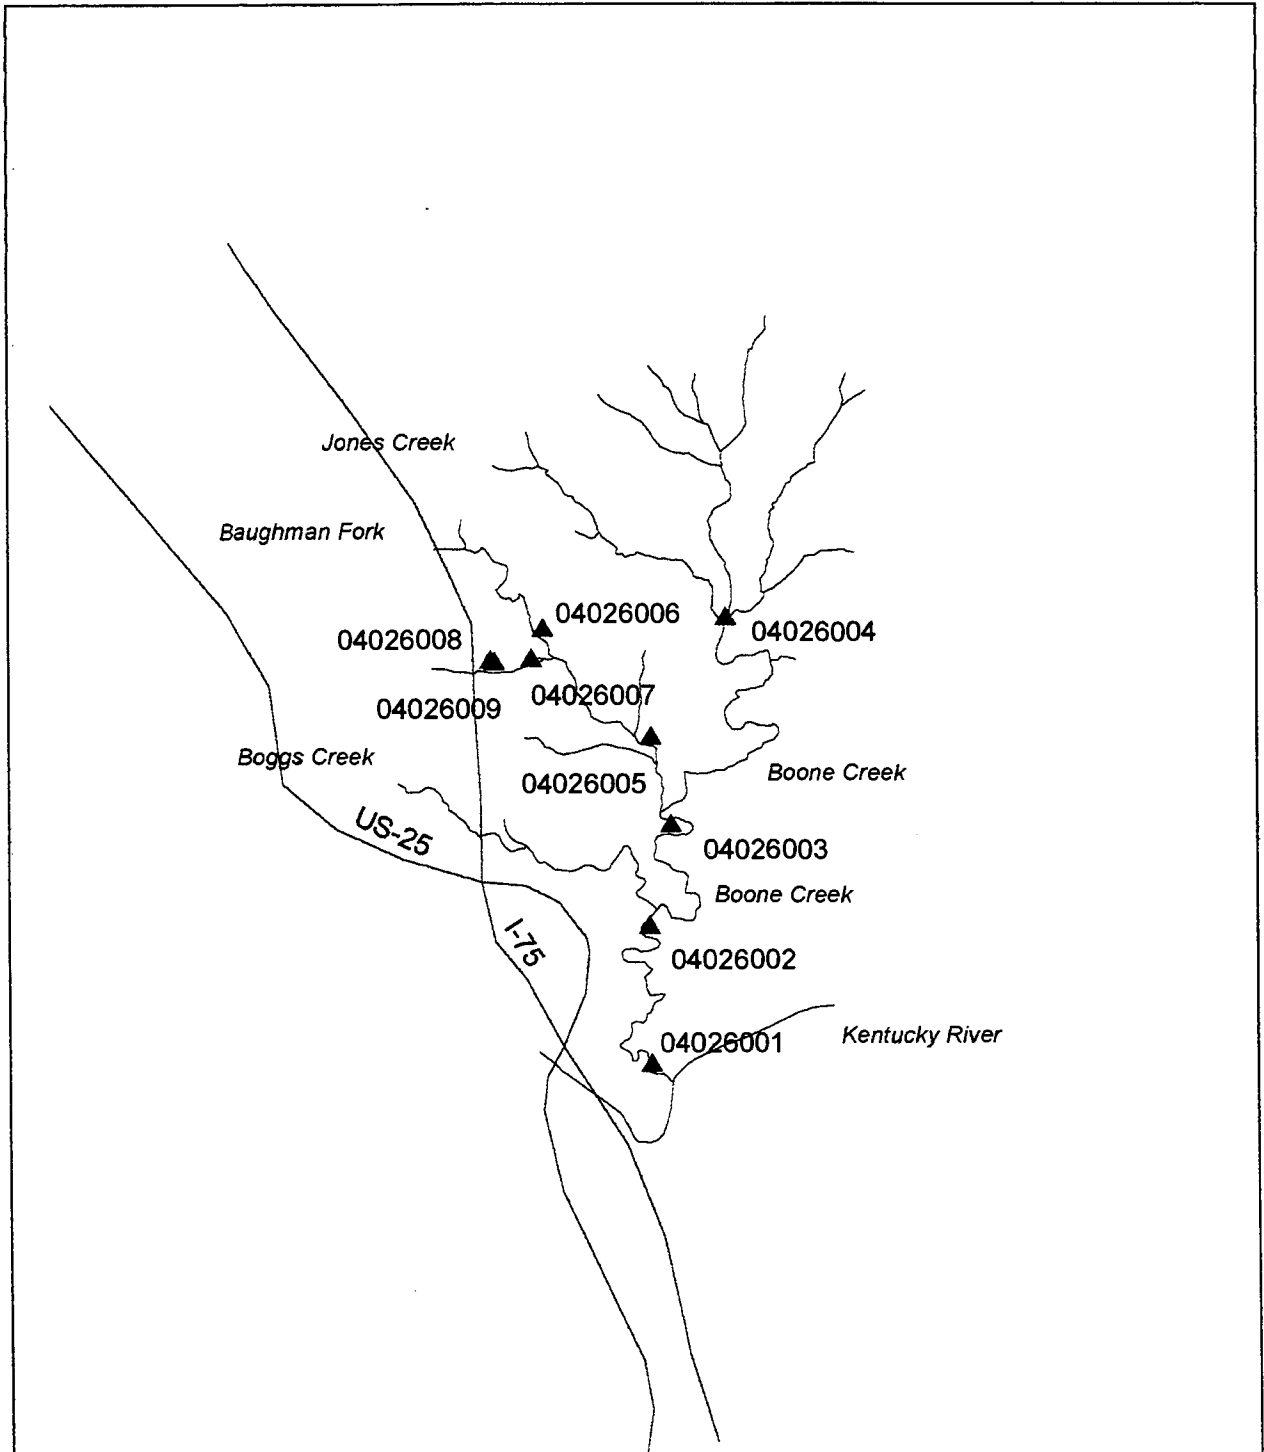 Jones Creek
Baughman Fork
04026006
04026004
04026008
04026007
04026009
Boggs Creek
Boone Creek
04026005
US-25
04026003
Boone Creek
I-75
04026002
Kentucky River
04026001